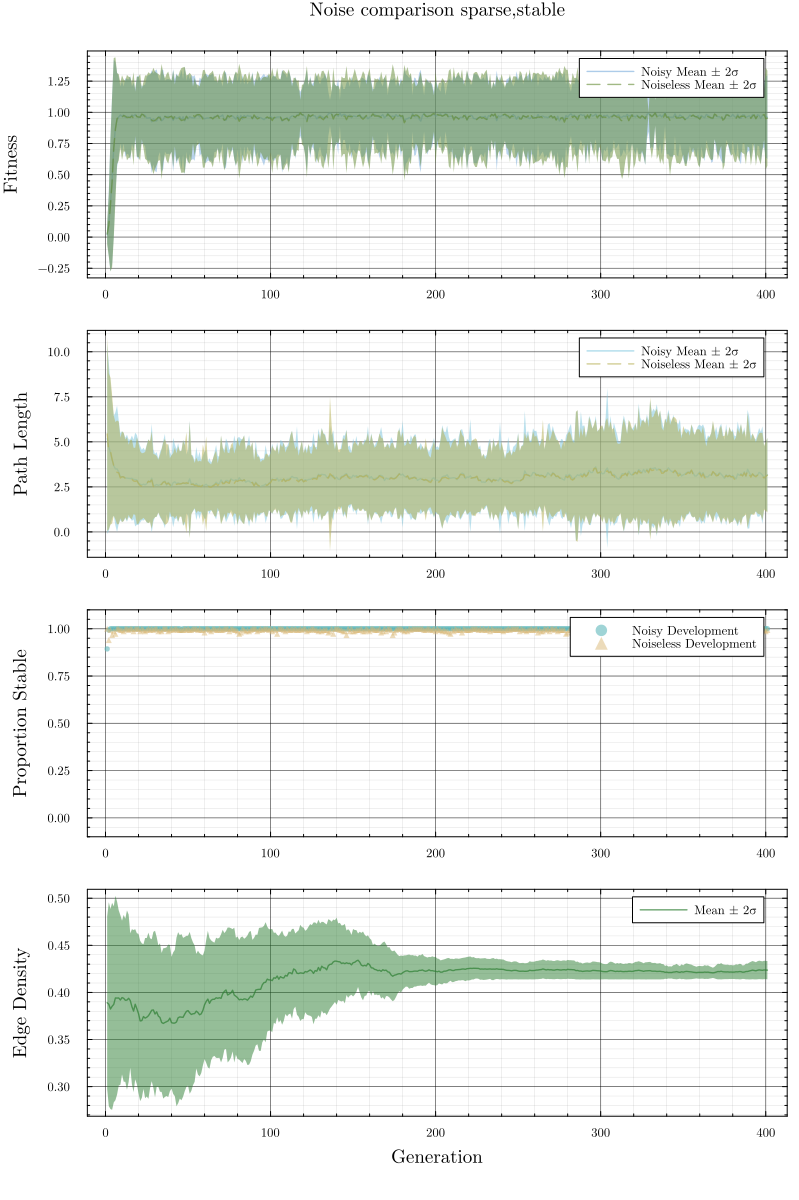 Noise comparison sparse,stable
Fitness
1.25
1.00
0.75
0.50
0.25
0.00
−0.25
Noisy Mean ± 2σ
Noiseless Mean ± 2σ
0 100 200 300 400
Path Length
10.0
7.5
5.0
2.5
0.0
Noisy Mean ± 2σ
Noiseless Mean ± 2σ
0 100 200 300 400
Proportion Stable
1.00
0.75
0.50
0.25
0.00
Noisy Development
Noiseless Development
0 100 200 300 400
Edge Density
0.50
0.45
0.40
0.35
0.30
Mean ± 2σ
0 100 200 300 400
Generation